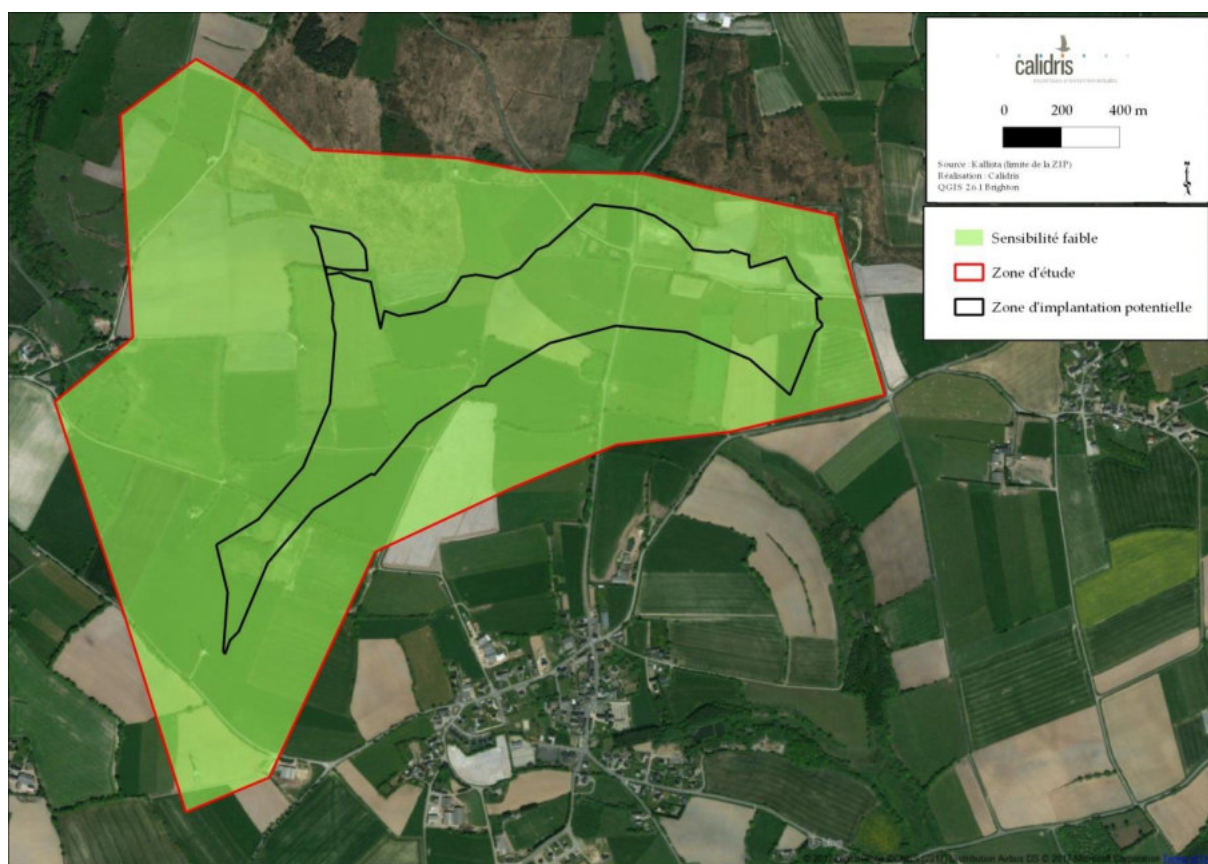 calidris
0 200 400 m
Source : Kallista (limite de la ZIP)
Réalisation : Calidris
QGIS 2.6.1 Brighton
N
Sensibilité faible
Zone d'étude
Zone d'implantation potentielle